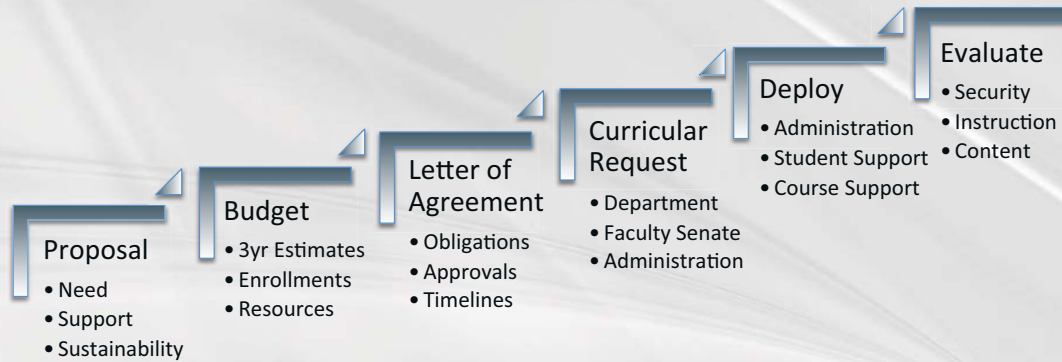 Proposal
• Need
• Support
• Sustainability
Budget
• 3yr Estimates
• Enrollments
• Resources
Letter of
Agreement
• Obligations
• Approvals
• Timelines
Curricular
Request
• Department
• Faculty Senate
• Administration
Deploy
• Administration
• Student Support
• Course Support
Evaluate
• Security
• Instruction
• Content